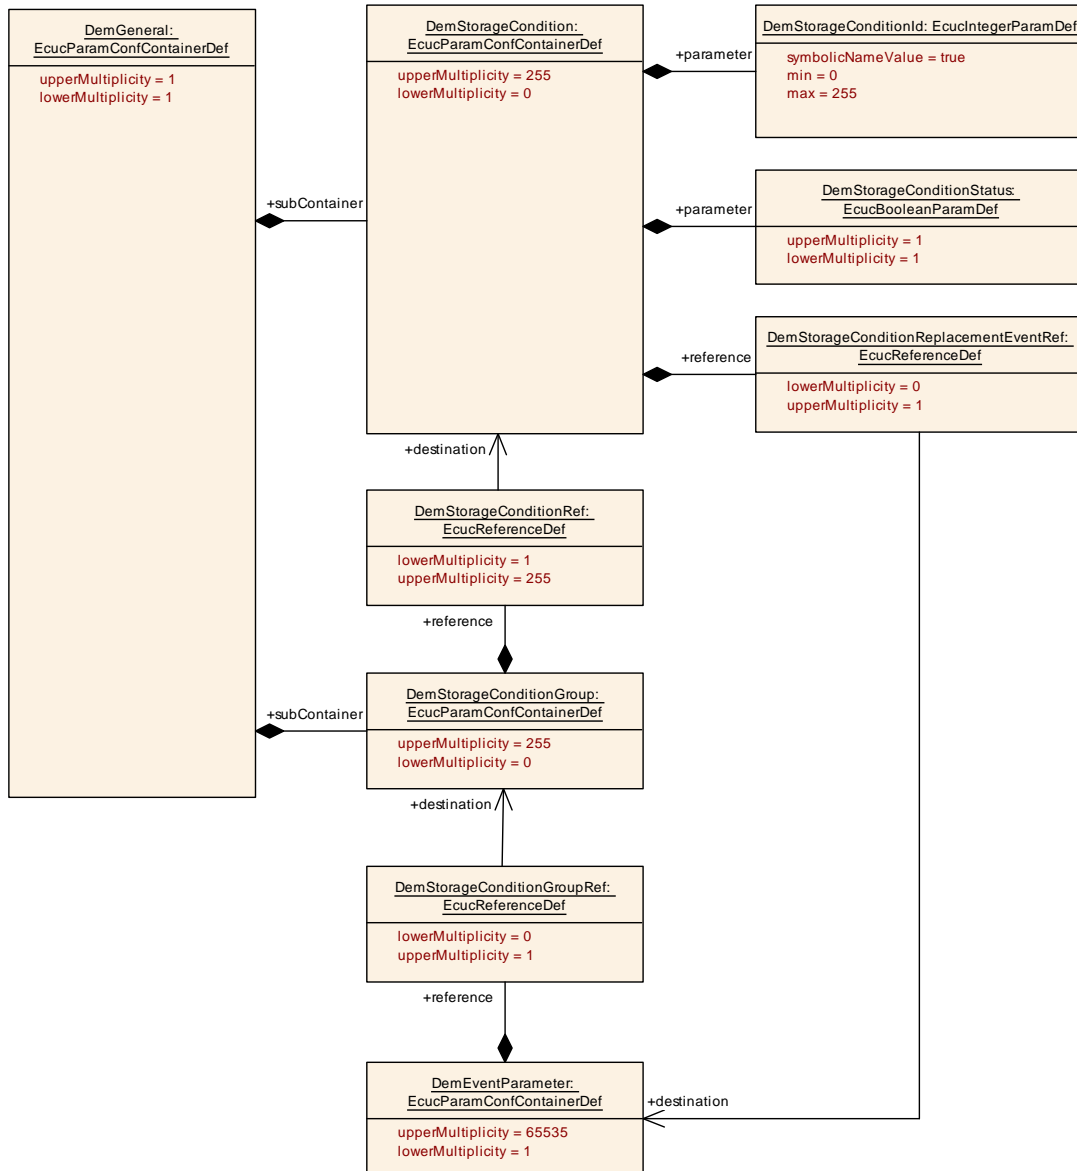 DemGeneral:
EcucParamConfContainerDef
upperMultiplicity = 1
lowerMultiplicity = 1
+subContainer
+subContainer
DemStorageCondition:
EcucParamConfContainerDef
upperMultiplicity = 255
lowerMultiplicity = 0
+parameter
DemStorageConditionId: EcucIntegerParamDef
symbolicNameValue = true
min = 0
max = 255
+parameter
DemStorageConditionStatus:
EcucBooleanParamDef
upperMultiplicity = 1
lowerMultiplicity = 1
+reference
DemStorageConditionReplacementEventRef:
EcucReferenceDef
lowerMultiplicity = 0
upperMultiplicity = 1
+destination
DemStorageConditionRef:
EcucReferenceDef
lowerMultiplicity = 1
upperMultiplicity = 255
+reference
DemStorageConditionGroup:
EcucParamConfContainerDef
upperMultiplicity = 255
lowerMultiplicity = 0
+destination
DemStorageConditionGroupRef:
EcucReferenceDef
lowerMultiplicity = 0
upperMultiplicity = 1
+reference
DemEventParameter:
EcucParamConfContainerDef
upperMultiplicity = 65535
lowerMultiplicity = 1
+destination